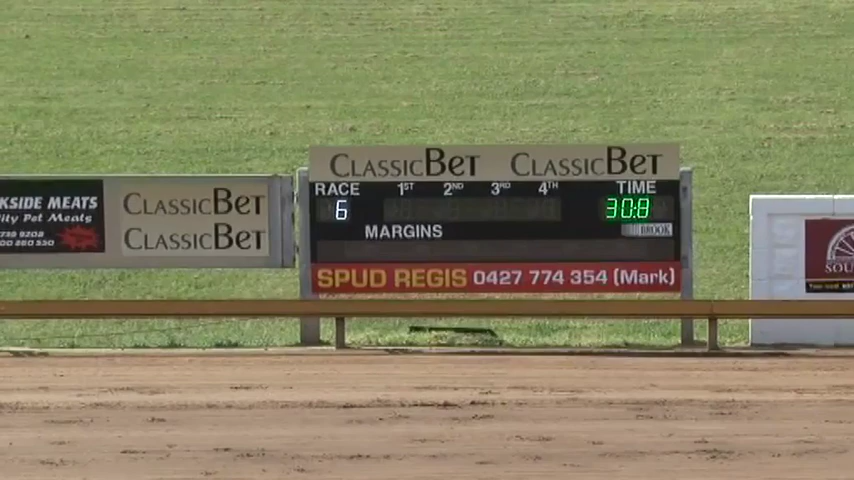 CLASSICBET CLASSICBET
RACE 1ST 2ND 3RD 4TH TIME
6 30:8
MARGINS BROOK
SPUD REGIS 0427 774 354 (Mark)
KSIDE MEATS
ity Pet Meats
CLASSICBET
CLASSICBET
SOU